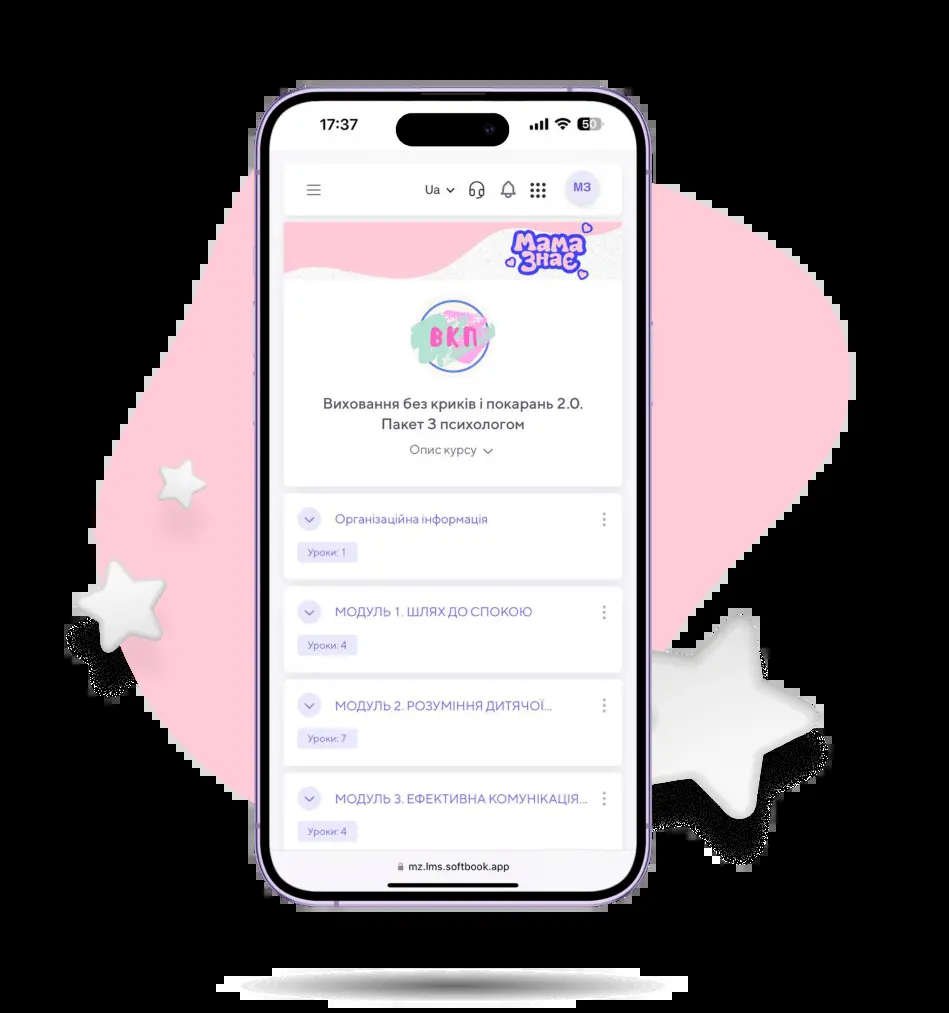 17:37
50
Ua
МЗ
Мама
Знає
ВКП
Виховання без криків і покарань 2.0.
Пакет З психологом
Опис курсу
Організаційна інформація
Уроки: 1
МОДУЛЬ 1. ШЛЯХ ДО СПОКОЮ
Уроки: 4
МОДУЛЬ 2. РОЗУМІННЯ ДИТЯЧОЇ...
Уроки: 7
МОДУЛЬ 3. ЕФЕКТИВНА КОМУНІКАЦІЯ...
Уроки: 4
mz.lms.softbook.app